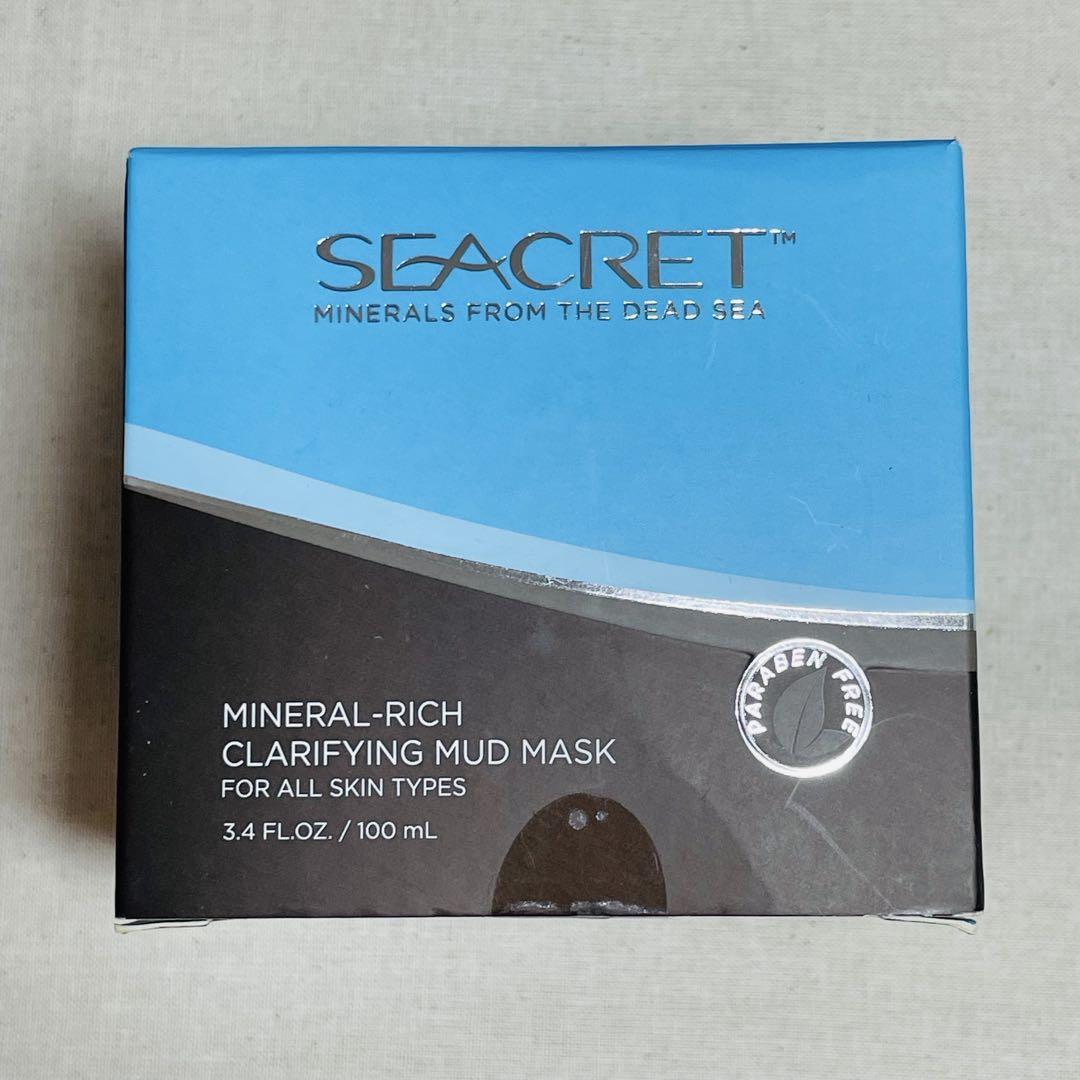 SEACRET™
MINERALS FROM THE DEAD SEA
PARABEN FREE
MINERAL-RICH
CLARIFYING MUD MASK
FOR ALL SKIN TYPES
3.4 FL.OZ. / 100 mL